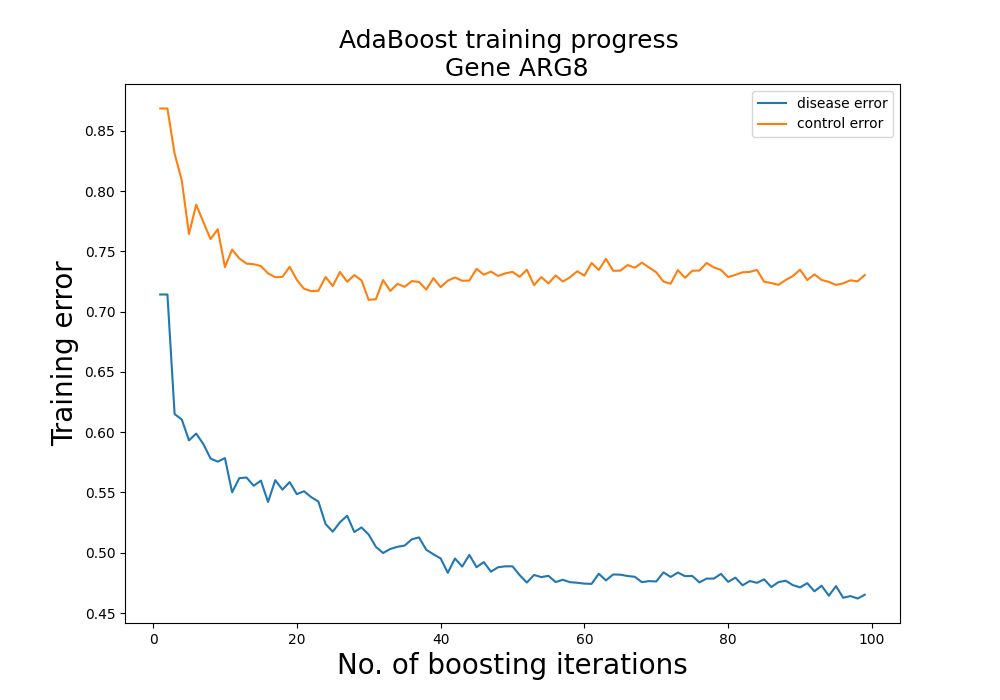 AdaBoost training progress
Gene ARG8
disease error
control error
Training error
0.85
0.80
0.75
0.70
0.65
0.60
0.55
0.50
0.45
0
20
40
60
80
100
No. of boosting iterations